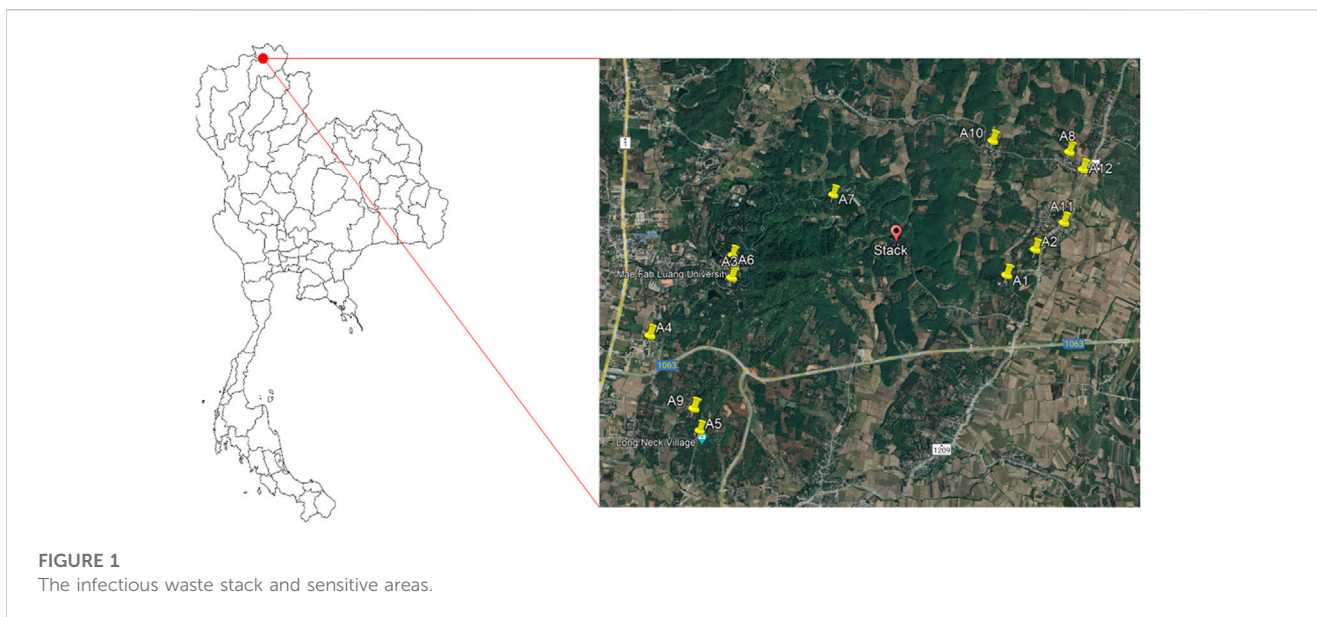 1
A10
A8
A12
A7
A11
Stack
A2
A3
A6
Mae Fah Luang University
A1
A4
1063
1063
A9
A5
Long Neck Village
1209
FIGURE 1
The infectious waste stack and sensitive areas.